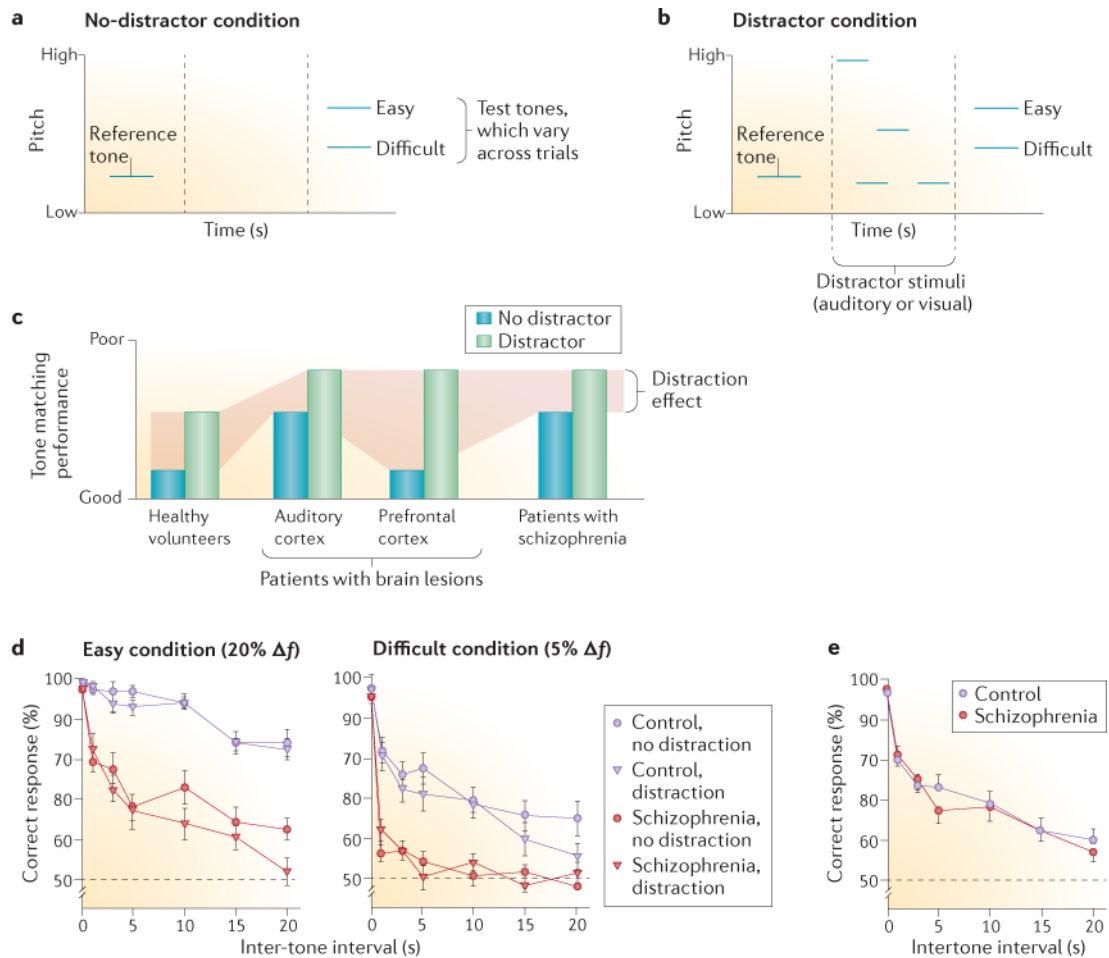 a
No-distractor condition
High
Pitch
Low
Reference
tone
Easy
Difficult
Test tones,
which vary
across trials
Time (s)
b
Distractor condition
High
Pitch
Low
Reference
tone
Easy
Difficult
Time (s)
Distractor stimuli
(auditory or visual)
c
No distractor
Distractor
Poor
Tone matching
performance
Good
Distraction
effect
Healthy
volunteers
Auditory
cortex
Prefrontal
cortex
Patients with
schizophrenia
Patients with brain lesions
d
Easy condition (20% Δf)
Correct response (%)
100
90
70
80
60
50
0
5
10
15
20
Difficult condition (5% Δf)
100
90
70
80
60
50
0
5
10
15
20
Inter-tone interval (s)
Control,
no distraction
Control,
distraction
Schizophrenia,
no distraction
Schizophrenia,
distraction
e
Control
Schizophrenia
Correct response (%)
100
90
70
80
60
50
0
5
10
15
20
Intertone interval (s)